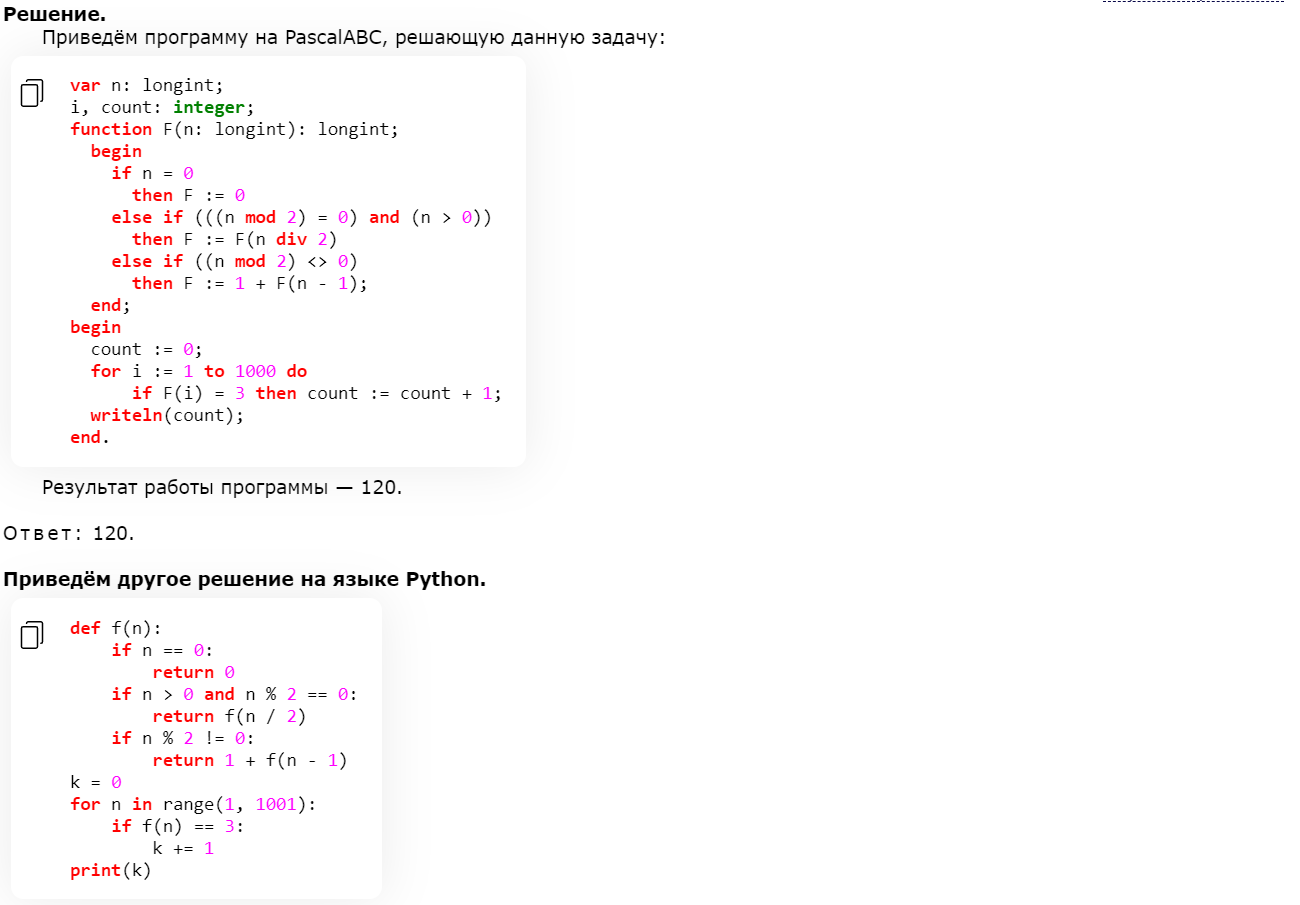 Решение.
Приведём программу на PascalABC, решающую данную задачу:
var n: longint;
i, count: integer;
function F(n: longint): longint;
begin
if n = 0
then F := 0
else if (((n mod 2) = 0) and (n > 0))
then F := F(n div 2)
else if ((n mod 2) <> 0)
then F := 1 + F(n - 1);
end;
begin
count := 0;
for i := 1 to 1000 do
if F(i) = 3 then count := count + 1;
writeln(count);
end.
Результат работы программы — 120.
Ответ: 120.
Приведём другое решение на языке Python.
def f(n):
if n == 0:
return 0
if n > 0 and n % 2 == 0:
return f(n / 2)
if n % 2 != 0:
return 1 + f(n - 1)
k = 0
for n in range(1, 1001):
if f(n) == 3:
k += 1
print(k)